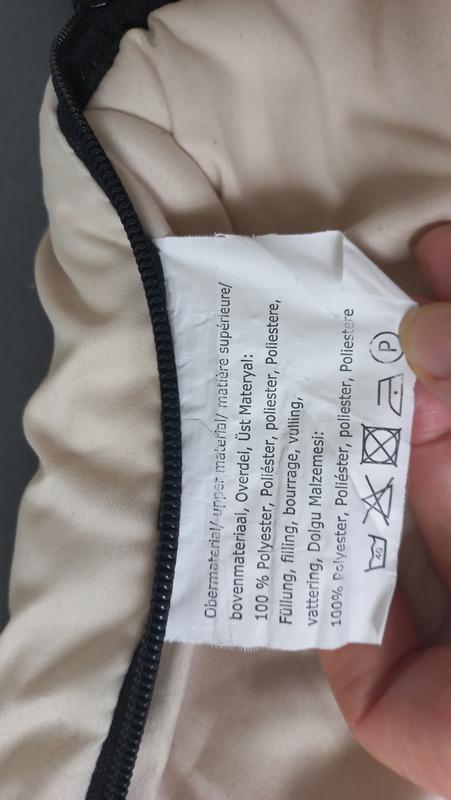 Obermaterial/ upper material/ matière supérieure/
bovenmateriaal, Overdel, Üst Materyal:
100 % Polyester, Poliéster, poliester, Poliestere,
Füllung, filling, bourrage, vulling,
vattering, Dolgu Malzemesi:
100% Polyester, Poliéster, poliester, Poliestere
40
P